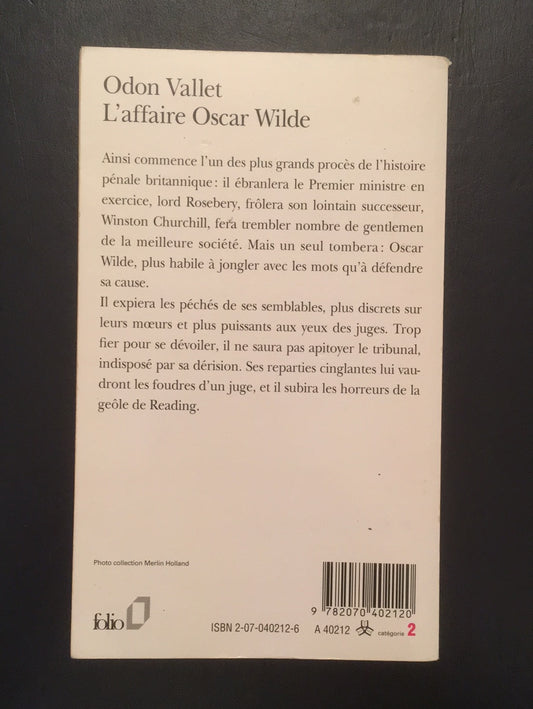 Odon Vallet
L'affaire Oscar Wilde
Ainsi commence l'un des plus grands procès de l'histoire
pénale britannique : il ébranlera le Premier ministre en
exercice, lord Rosebery, frôlera son lointain successeur,
Winston Churchill, fera trembler nombre de gentlemen
de la meilleure société. Mais un seul tombera : Oscar
Wilde, plus habile à jongler avec les mots qu'à défendre
sa cause.
Il expiera les péchés de ses semblables, plus discrets sur
leurs mœurs et plus puissants aux yeux des juges. Trop
fier pour se dévoiler, il ne saura pas apitoyer le tribunal,
indisposé par sa dérision. Ses reparties cinglantes lui vau-
dront les foudres d'un juge, et il subira les horreurs de la
geôle de Reading.
Photo collection Merlin Holland
9 782070 402120
folio
ISBN 2-07-040212-6 A 40212 catégorie 2